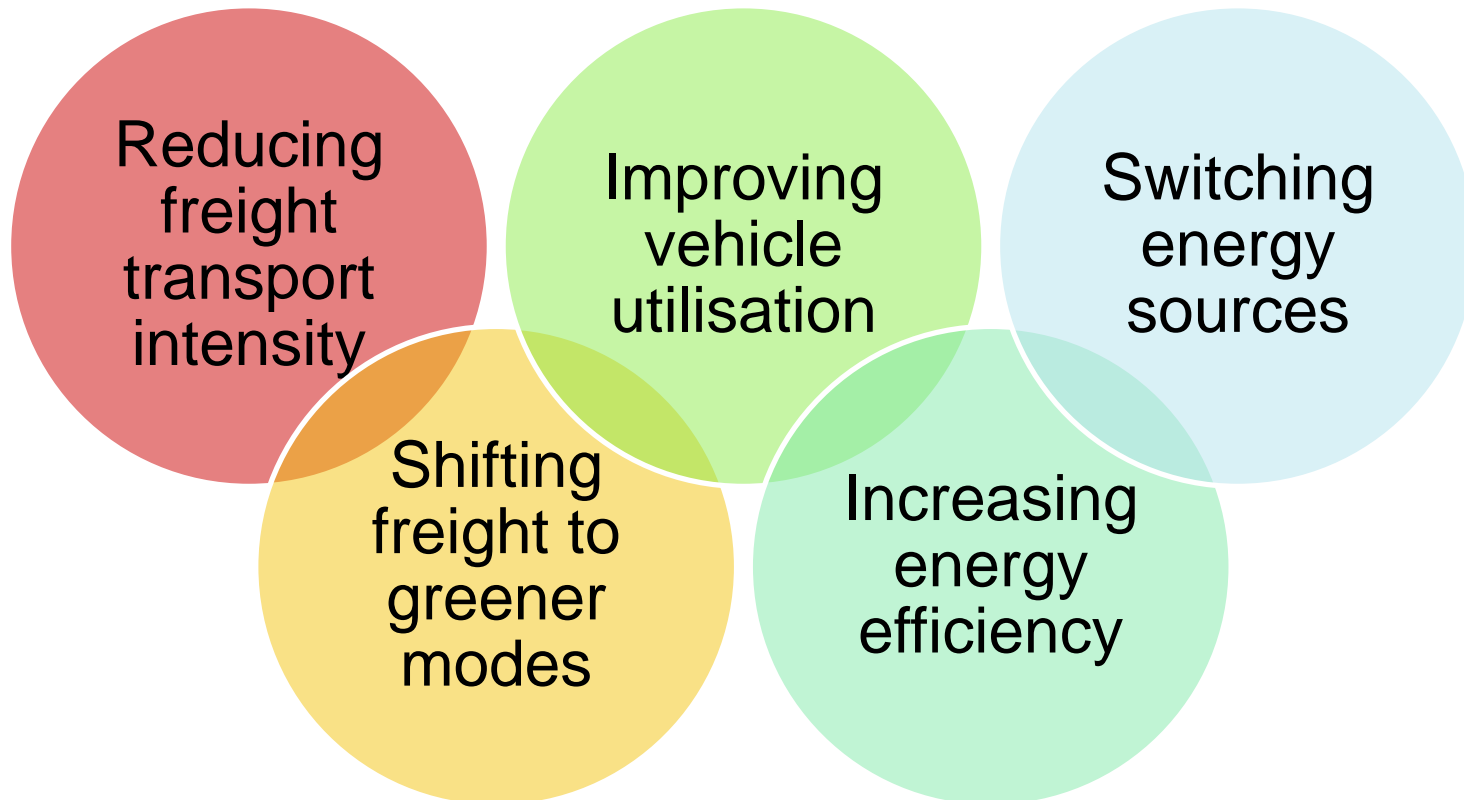 Reducing
freight
transport
intensity
Shifting
freight to
greener
modes
Improving
vehicle
utilisation
Increasing
energy
efficiency
Switching
energy
sources